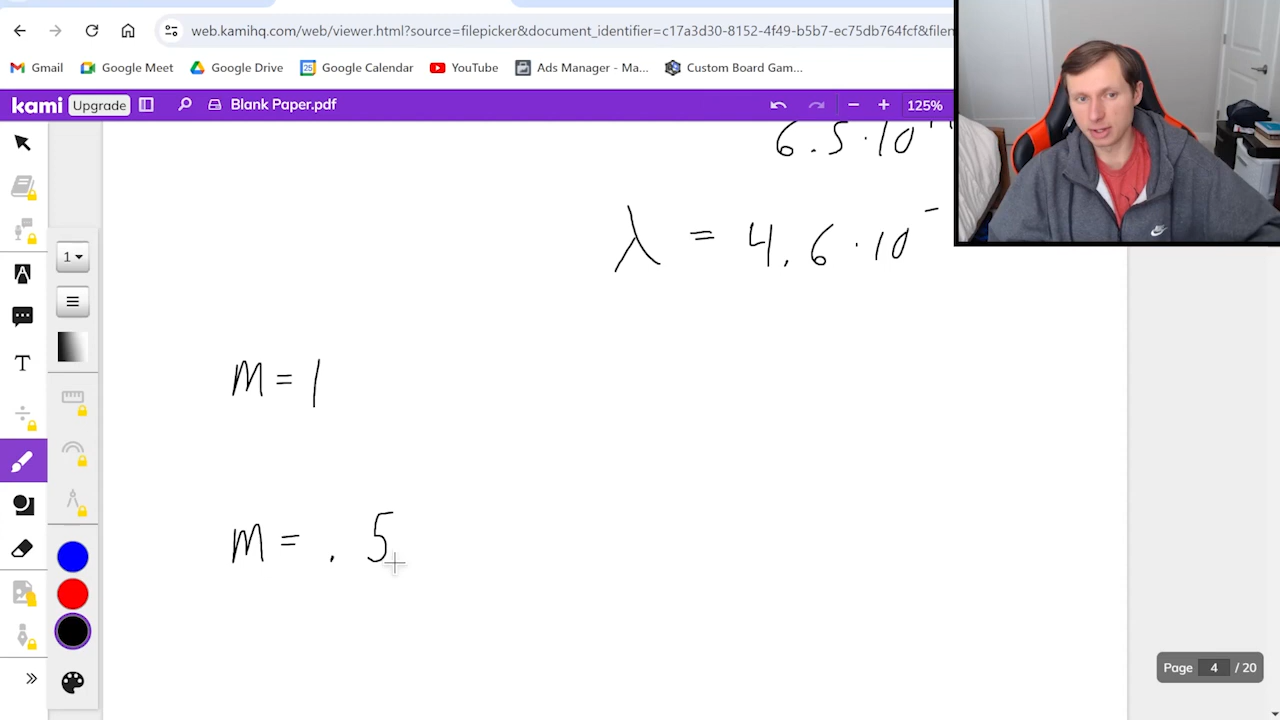 web.kamihq.com/web/viewer.html?source=filepicker&document_identifier=c17a3d30-8152-4f49-b5b7-ec75db764fcf&filen
Gmail Google Meet Google Drive 25 Google Calendar YouTube Ads Manager - Ma... Custom Board Gam...
kami Upgrade Blank Paper.pdf 125%
6.5·10
1
λ = 4.6·10⁻
T
m = 1
m = . 5
Page 4 / 20